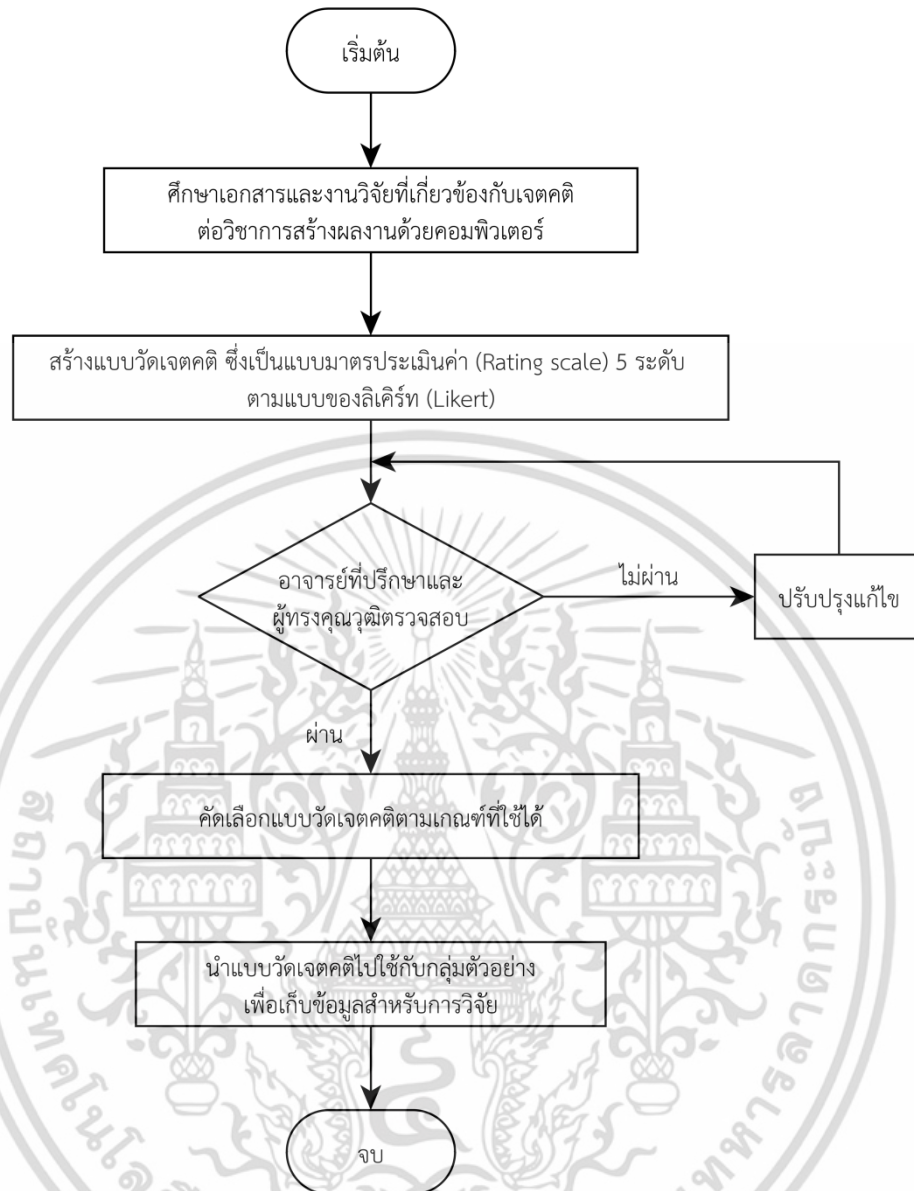 เริ่มต้น
ศึกษาเอกสารและงานวิจัยที่เกี่ยวข้องกับเจตคติ
ต่อวิชาการสร้างผลงานด้วยคอมพิวเตอร์
สร้างแบบวัดเจตคติ ซึ่งเป็นแบบมาตรประเมินค่า (Rating scale) 5 ระดับ
ตามแบบของลิเคิร์ท (Likert)
อาจารย์ที่ปรึกษาและ
ผู้ทรงคุณวุฒิตรวจสอบ
ไม่ผ่าน
ปรับปรุงแก้ไข
ผ่าน
คัดเลือกแบบวัดเจตคติตามเกณฑ์ที่ใช้ได้
นำแบบวัดเจตคติไปใช้กับกลุ่มตัวอย่าง
เพื่อเก็บข้อมูลสำหรับการวิจัย
จบ